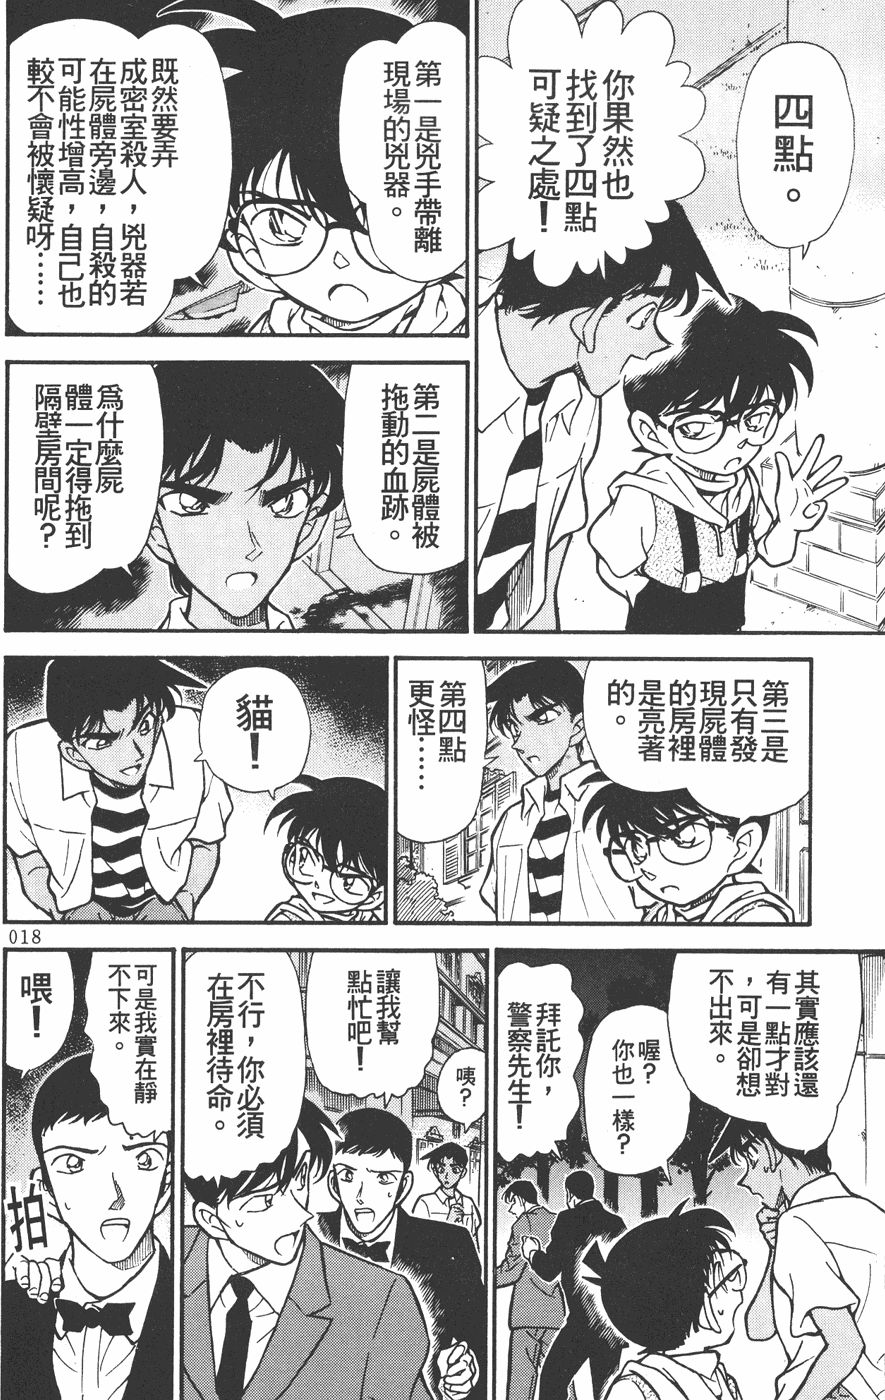 四點。
你果然也
找到了四點
可疑之處！
第一是兇手帶離
現場的兇器。
既然要弄
成密室殺人，兇器若
在屍體旁邊，自殺的
可能性增高，自己也
較不會被懷疑呀……
第二是屍體被
拖動的血跡。
爲什麼屍
體一定得拖到
隔壁房間呢？
第三是
只有發
現屍體
的房裡
是亮著
的。
第四點
更怪……
貓！
018
其實應該還
有一點才對
，可是卻想
不出來。
喔？
你也一樣？
拜託你，
警察先生！
咦？
讓我幫
點忙吧！
不行，你必須
在房裡待命。
可是我實在靜
不下來。
喂！
拍